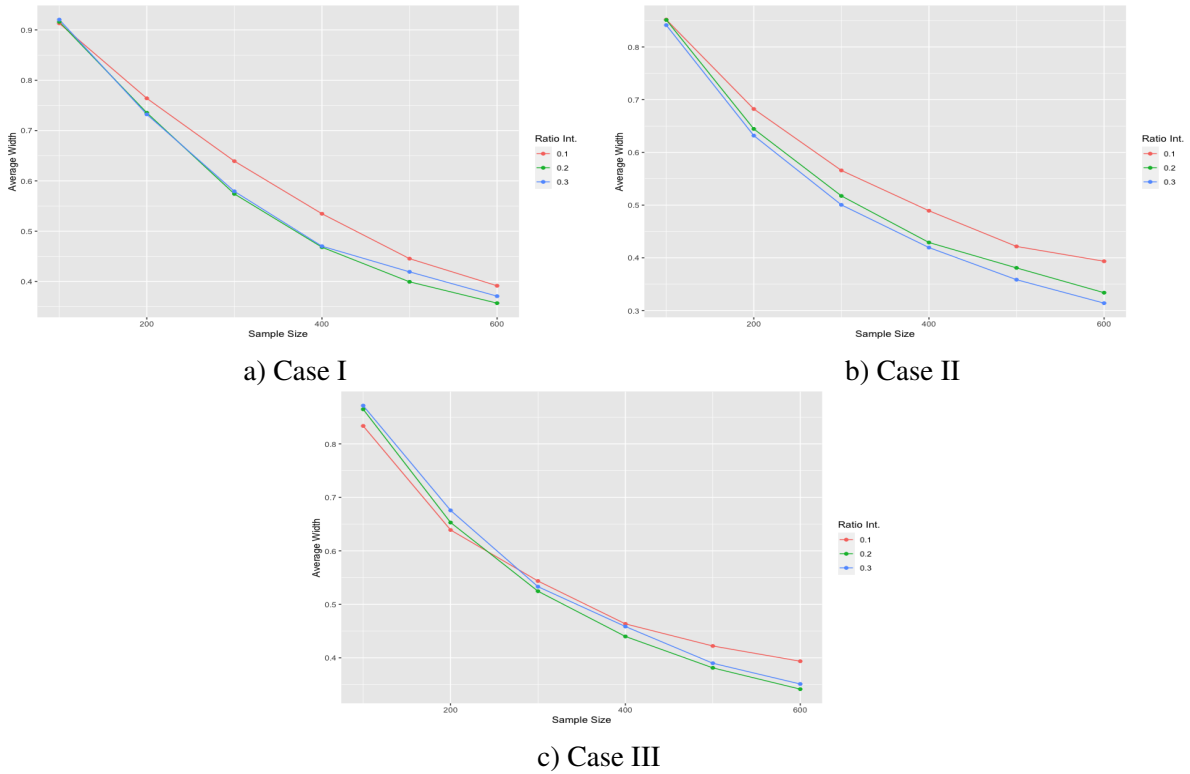 0.9
0.8
0.7
0.6
0.5
0.4
Average Width
200
400
600
Sample Size
Ratio Int.
0.1
0.2
0.3
a) Case I
0.8
0.7
0.6
0.5
0.4
0.3
Average Width
200
400
600
Sample Size
Ratio Int.
0.1
0.2
0.3
b) Case II
0.8
0.7
0.6
0.5
0.4
Average Width
200
400
600
Sample Size
Ratio Int.
0.1
0.2
0.3
c) Case III